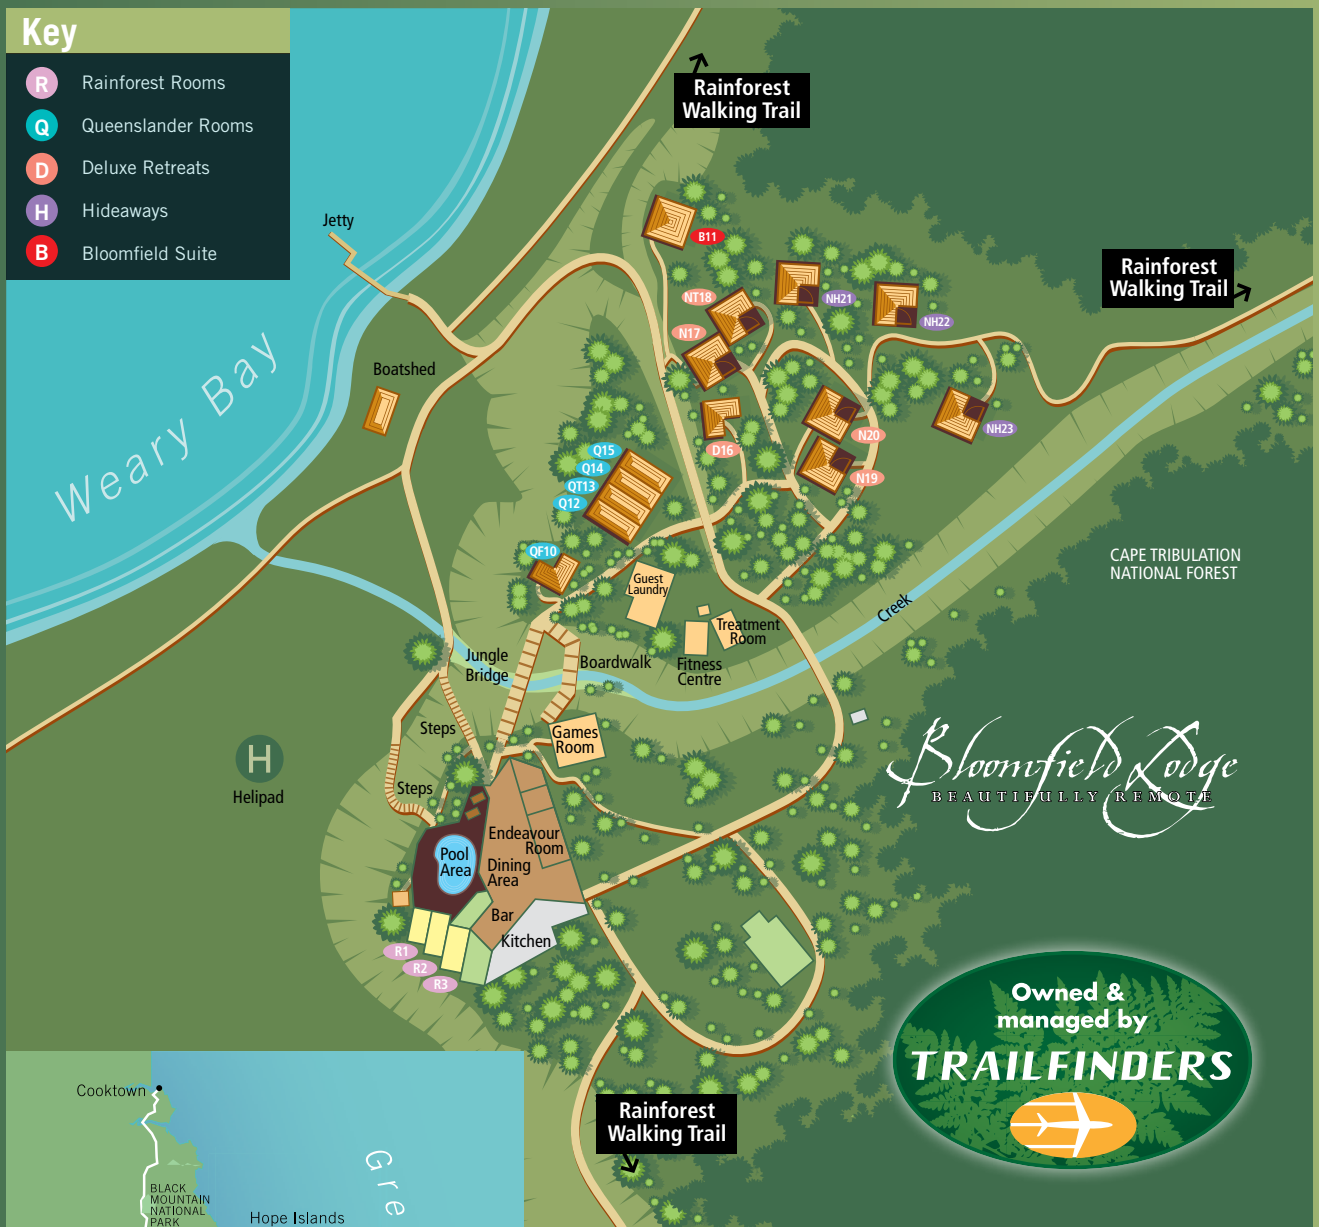 Key
R Rainforest Rooms
Q Queenslander Rooms
D Deluxe Retreats
H Hideaways
B Bloomfield Suite
Rainforest
Walking Trail
Jetty
B11
Rainforest
Walking Trail
NT18
NH21
NH22
N17
Boatshed
Weary Bay
N20
NH23
D16
Q15
Q14
QT13
Q12
N19
QF10
CAPE TRIBULATION
NATIONAL FOREST
Guest
Laundry
Creek
Treatment
Room
Jungle
Bridge
Boardwalk
Fitness
Centre
Steps
Games
Room
H
Helipad
Steps
Bloomfield Lodge
BEAUTIFULLY REMOTE
Endeavour
Room
Pool
Area
Dining
Area
Bar
Kitchen
R1
R2
R3
Owned &
managed by
TRAILFINDERS
Rainforest
Walking Trail
Cooktown
BLACK
MOUNTAIN
NATIONAL
PARK
Gre
Hope Islands